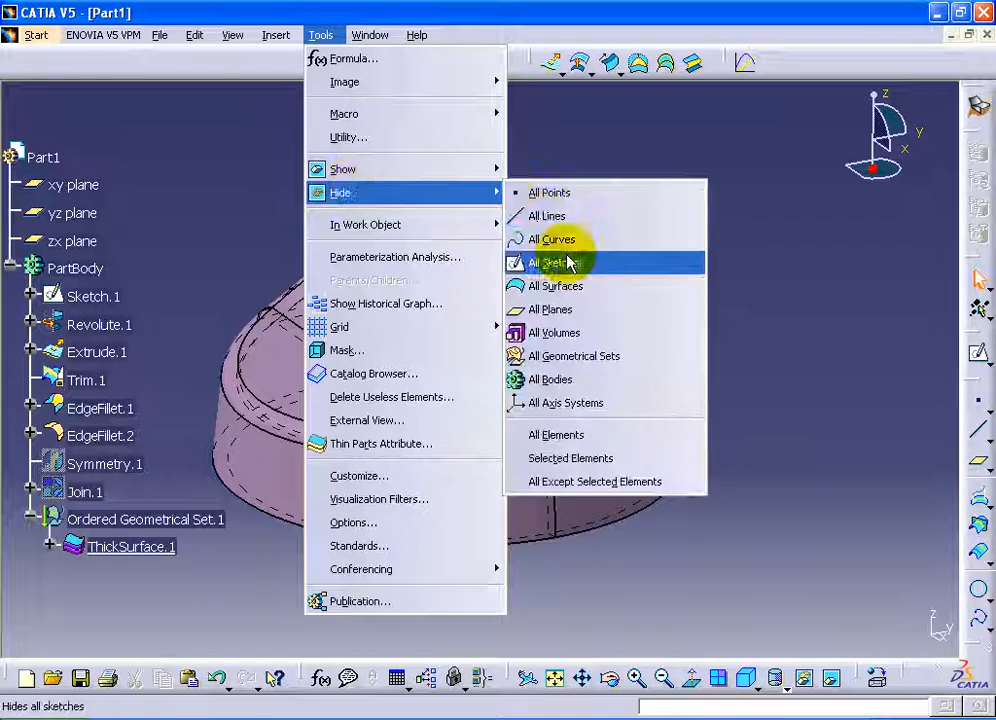 CATIA V5 - [Part1]
Start ENOVIA V5 VPM File Edit View Insert Tools Window Help
Formula...
Image
Macro
Utility...
Show
Hide
In Work Object
Parameterization Analysis...
Parents/Children...
Show Historical Graph...
Grid
Mask...
Catalog Browser...
Delete Useless Elements...
External View...
Thin Parts Attribute...
Customize...
Visualization Filters...
Options...
Standards...
Conferencing
Publication...
All Points
All Lines
All Curves
All Sketches
All Surfaces
All Planes
All Volumes
All Geometrical Sets
All Bodies
All Axis Systems
All Elements
Selected Elements
All Except Selected Elements
Part1
xy plane
yz plane
zx plane
PartBody
Sketch.1
Revolute.1
Extrude.1
Trim.1
EdgeFillet.1
EdgeFillet.2
Symmetry.1
Join.1
Ordered Geometrical Set.1
ThickSurface.1
z
y
x
z
y
CATIA
Hides all sketches